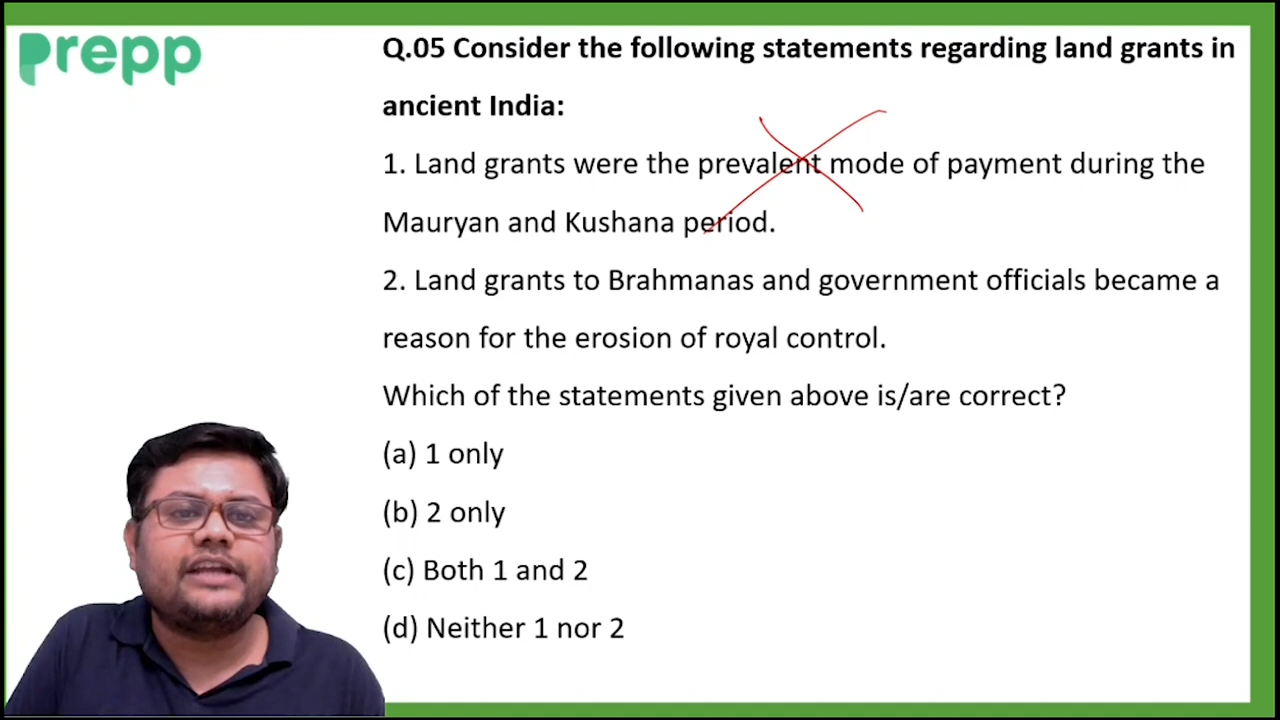 prepp
Q.05 Consider the following statements regarding land grants in
ancient India:
1. Land grants were the prevalent mode of payment during the
Mauryan and Kushana period.
2. Land grants to Brahmanas and government officials became a
reason for the erosion of royal control.
Which of the statements given above is/are correct?
(a) 1 only
(b) 2 only
(c) Both 1 and 2
(d) Neither 1 nor 2